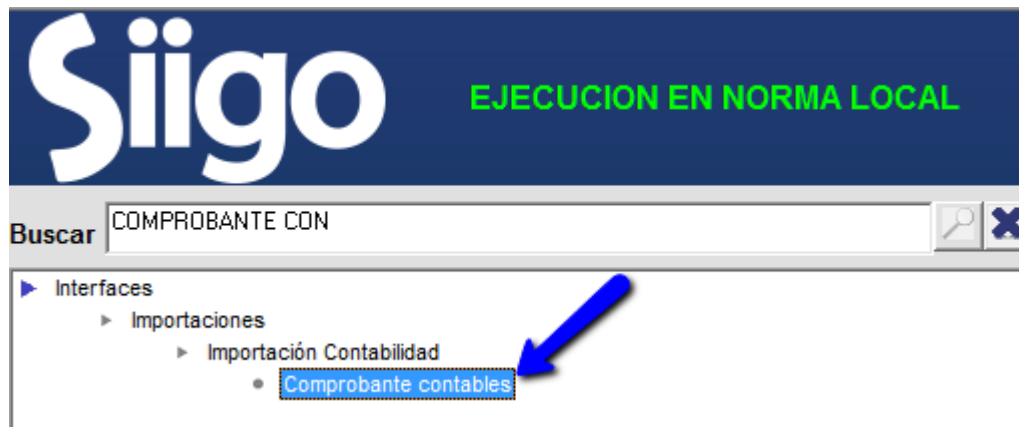 Siigo
EJECUCION EN NORMA LOCAL
Buscar COMPROBANTE CON
Interfaces
Importaciones
Importación Contabilidad
Comprobante contables